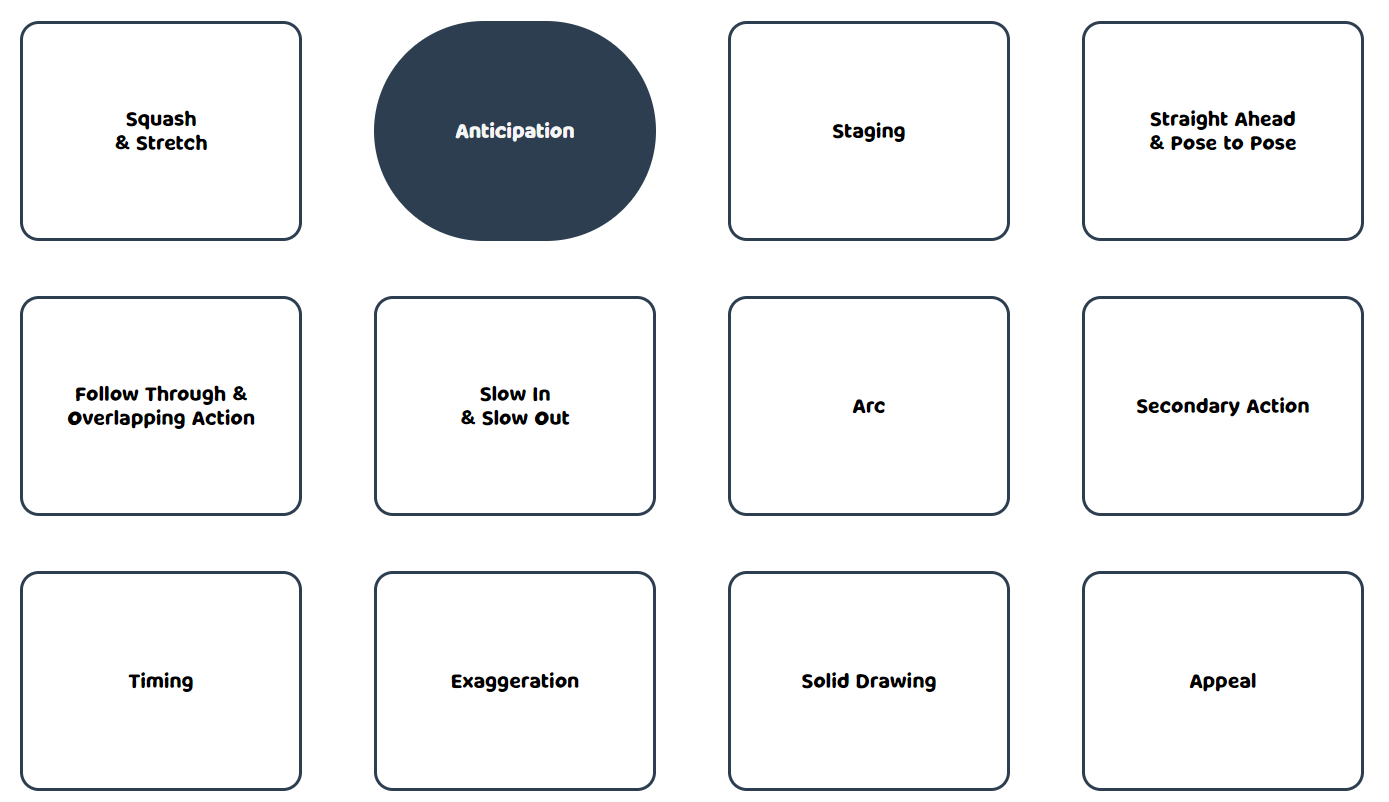 Squash
& Stretch
Anticipation
Staging
Straight Ahead
& Pose to Pose
Follow Through &
Overlapping Action
Slow In
& Slow Out
Arc
Secondary Action
Timing
Exaggeration
Solid Drawing
Appeal